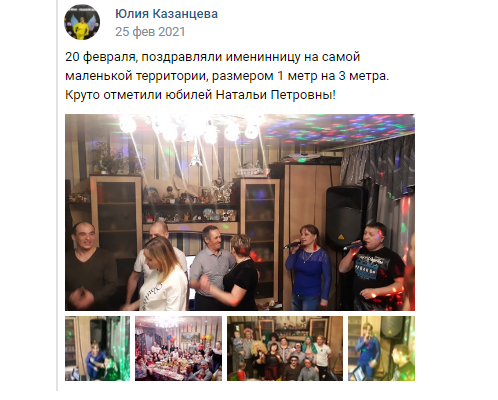 Юлия Казанцева
25 фев 2021
20 февраля, поздравляли именинницу на самой
маленькой территории, размером 1 метр на 3 метра.
Круто отметили юбилей Натальи Петровны!